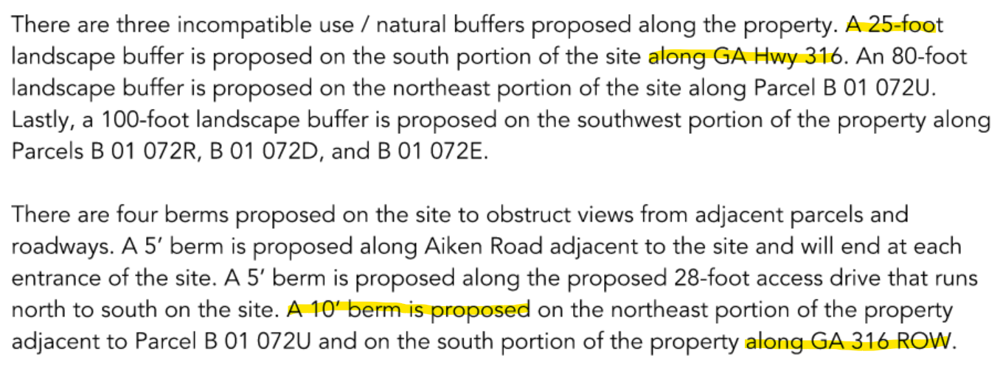 There are three incompatible use / natural buffers proposed along the property. A 25-foot
landscape buffer is proposed on the south portion of the site along GA Hwy 316. An 80-foot
landscape buffer is proposed on the northeast portion of the site along Parcel B 01 072U.
Lastly, a 100-foot landscape buffer is proposed on the southwest portion of the property along
Parcels B 01 072R, B 01 072D, and B 01 072E.
There are four berms proposed on the site to obstruct views from adjacent parcels and
roadways. A 5′ berm is proposed along Aiken Road adjacent to the site and will end at each
entrance of the site. A 5′ berm is proposed along the proposed 28-foot access drive that runs
north to south on the site. A 10′ berm is proposed on the northeast portion of the property
adjacent to Parcel B 01 072U and on the south portion of the property along GA 316 ROW.